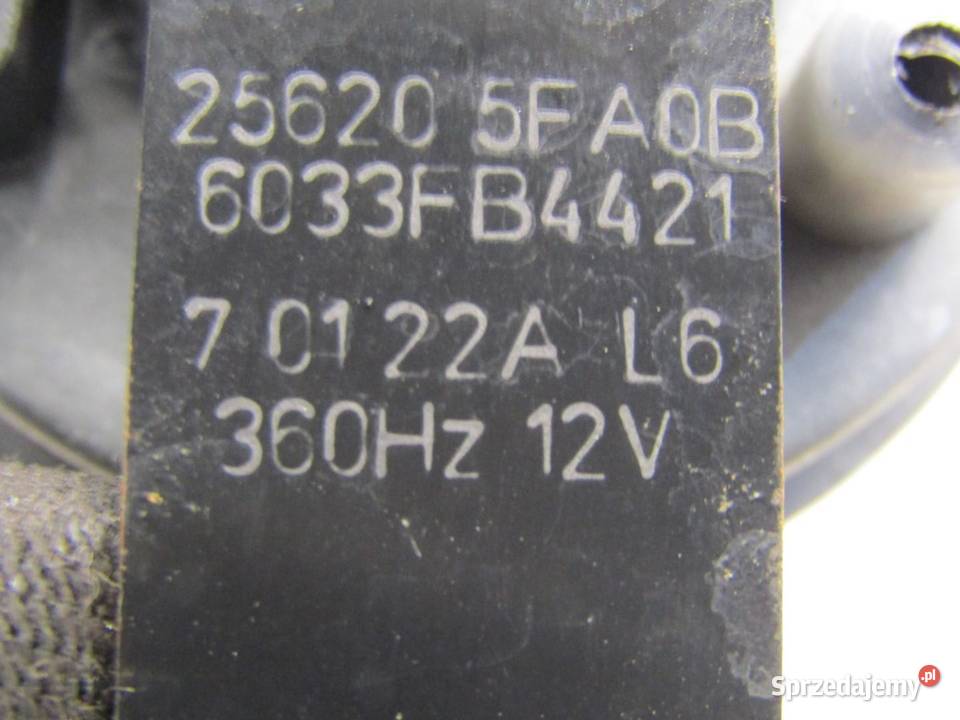 25620 5FA0B
6033FB4421
7 0122A L6
360Hz 12V
Sprzedajemy.pl